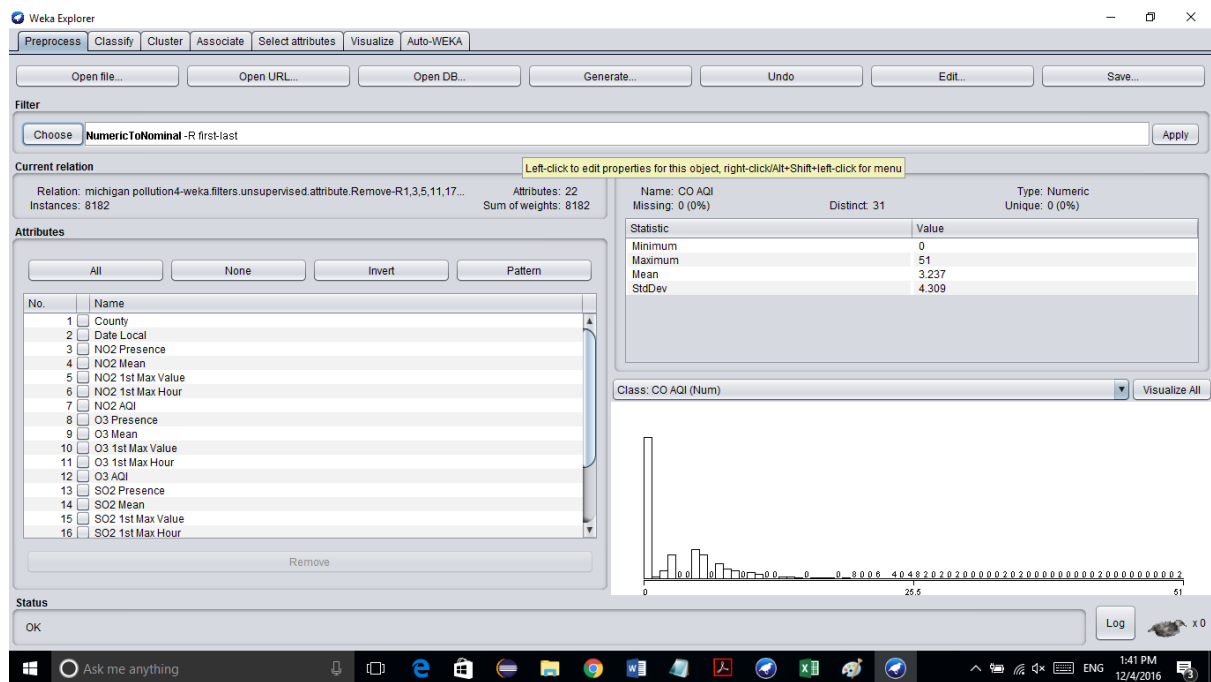 Weka Explorer
Preprocess Classify Cluster Associate Select attributes Visualize Auto-WEKA
Open file... Open URL... Open DB... Generate... Undo Edit... Save...
Filter
Choose NumericToNominal -R first-last Apply
Left-click to edit properties for this object, right-click/Alt+Shift+left-click for menu
Current relation
Relation: michigan pollution4-weka.filters.unsupervised.attribute.Remove-R1,3,5,11,17... Attributes: 22
Instances: 8182 Sum of weights: 8182
Attributes
All None Invert Pattern
No. Name
1 County
2 Date Local
3 NO2 Presence
4 NO2 Mean
5 NO2 1st Max Value
6 NO2 1st Max Hour
7 NO2 AQI
8 O3 Presence
9 O3 Mean
10 O3 1st Max Value
11 O3 1st Max Hour
12 O3 AQI
13 SO2 Presence
14 SO2 Mean
15 SO2 1st Max Value
16 SO2 1st Max Hour
Remove
Name: CO AQI Type: Numeric
Missing: 0 (0%) Distinct: 31 Unique: 0 (0%)
Statistic Value
Minimum 0
Maximum 51
Mean 3.237
StdDev 4.309
Class: CO AQI (Num) Visualize All
0 25.5 51
Status
OK
Log x 0
Ask me anything
ENG
1:41 PM
12/4/2016
3